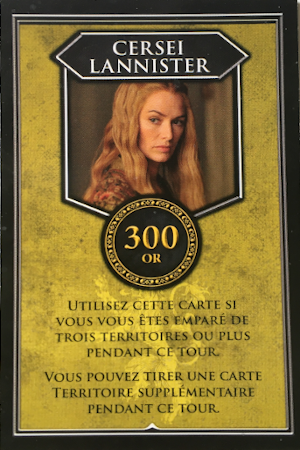 CERSEI
LANNISTER
300
OR
UTILISEZ CETTE CARTE SI
VOUS VOUS ÊTES EMPARÉ DE
TROIS TERRITOIRES OU PLUS
PENDANT CE TOUR.
VOUS POUVEZ TIRER UNE CARTE
TERRITOIRE SUPPLÉMENTAIRE
PENDANT CE TOUR.